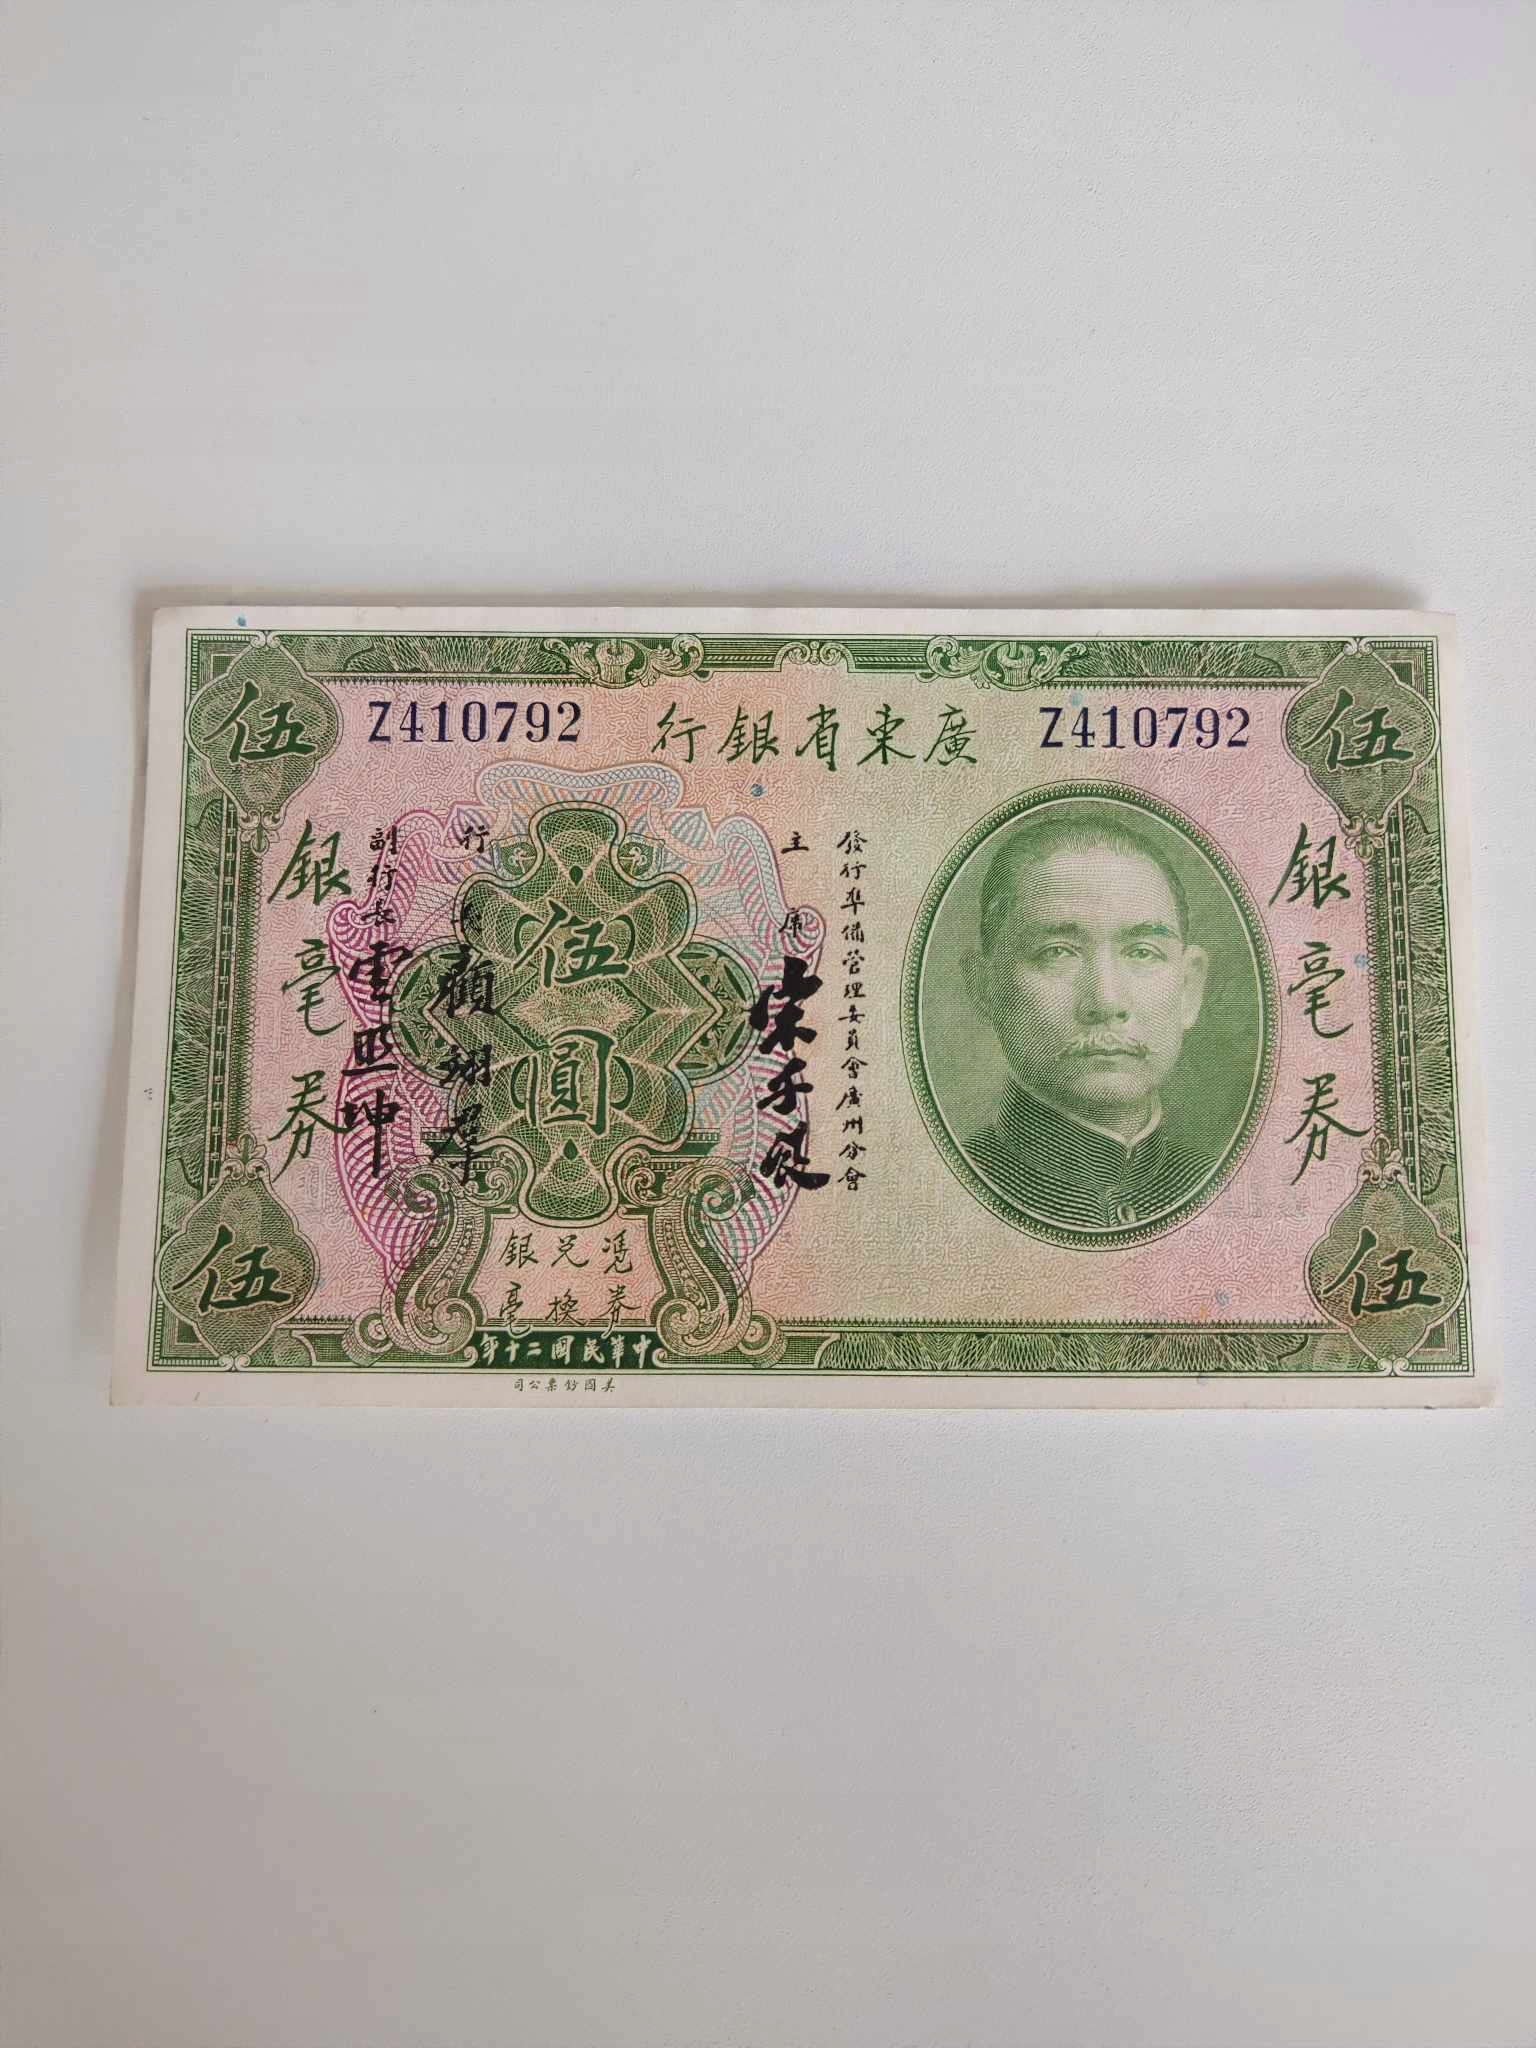 廣東省銀行
Z410792
Z410792
伍
伍
銀毫券
銀毫券
發行準備管理委員會廣州分會
主席
宋子良
行長
顧翊羣
副行長
雲照坤
伍圓
憑券
兌換
銀毫
伍
伍
中華民國二十年
美國鈔票公司